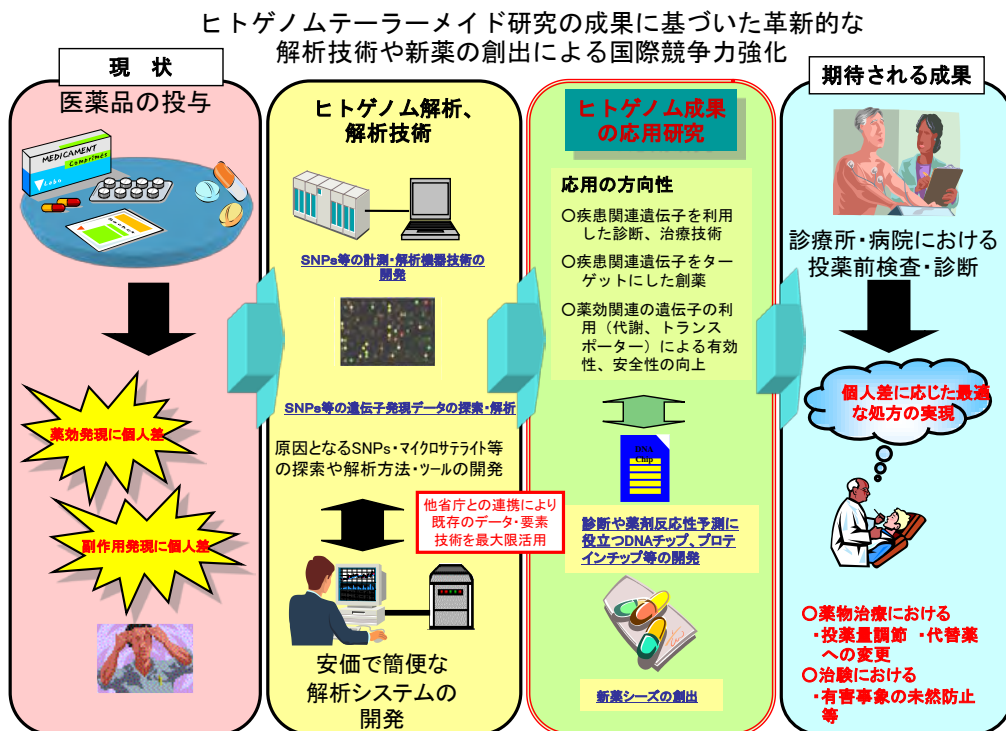 ヒトゲノムテーラーメイド研究の成果に基づいた革新的な
解析技術や新薬の創出による国際競争力強化
現　状
医薬品の投与
MEDICAMENT
Comprimes
Labo
薬効発現に個人差
副作用発現に個人差
ヒトゲノム解析、
解析技術
SNPs等の計測・解析機器技術の
開発
SNPs等の遺伝子発現データの探索・解析
原因となるSNPs・マイクロサテライト等
の探索や解析方法・ツールの開発
他省庁との連携により
既存のデータ・要素
技術を最大限活用
安価で簡便な
解析システムの
開発
ヒトゲノム成果
の応用研究
応用の方向性
○疾患関連遺伝子を利用
した診断、治療技術
○疾患関連遺伝子をター
ゲットにした創薬
○薬効関連の遺伝子の利
用（代謝、トランス
ポーター）による有効
性、安全性の向上
DNA
Chip
診断や薬剤反応性予測に
役立つDNAチップ、プロテ
インチップ等の開発
新薬シーズの創出
期待される成果
診療所・病院における
投薬前検査・診断
個人差に応じた最適
な処方の実現
○薬物治療における
・投薬量調節 ・代替薬
への変更
○治験における
・有害事象の未然防止
等